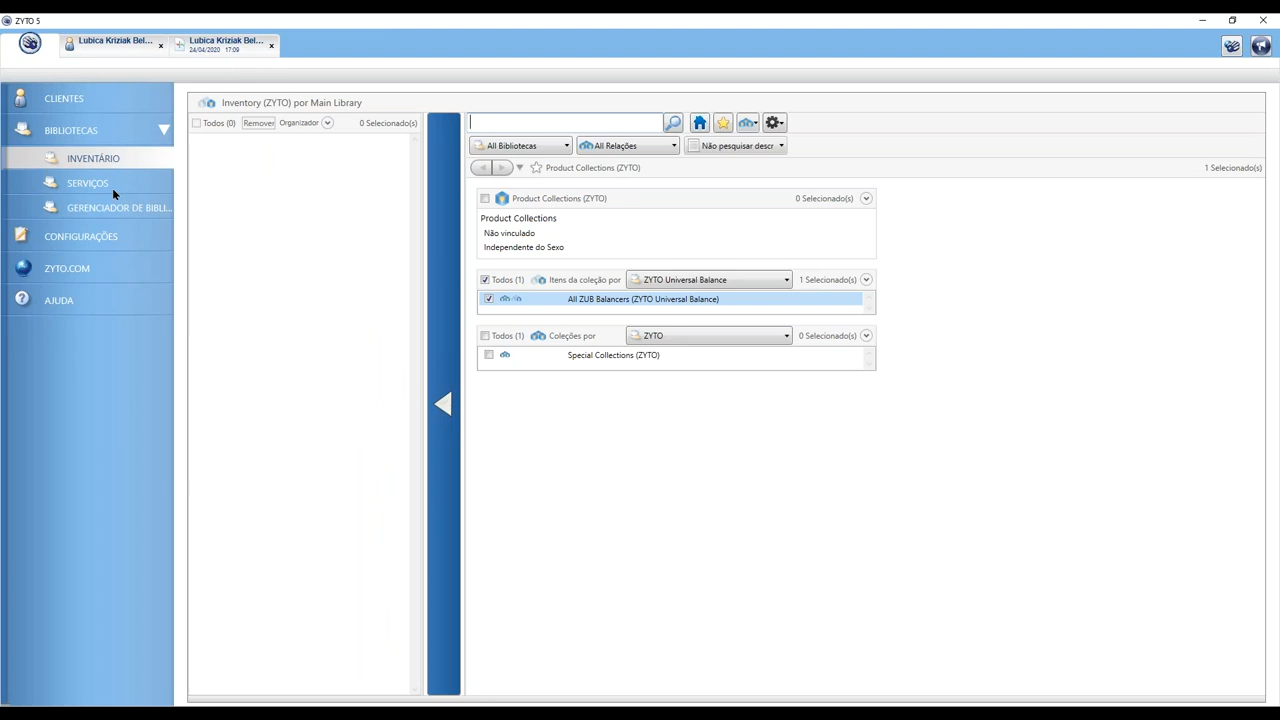 ZYTO 5
Lubica Kriziak Bel...
Lubica Kriziak Bel...
24/04/2020 17:09
CLIENTES
BIBLIOTECAS
INVENTÁRIO
SERVIÇOS
GERENCIADOR DE BIBLI...
CONFIGURAÇÕES
ZYTO.COM
AJUDA
Inventory (ZYTO) por Main Library
Todos (0) Remover Organizador 0 Selecionado(s)
All Bibliotecas All Relações Não pesquisar descr
Product Collections (ZYTO) 1 Selecionado(s)
Product Collections (ZYTO) 0 Selecionado(s)
Product Collections
Não vinculado
Independente do Sexo
Todos (1) Itens da coleção por ZYTO Universal Balance 1 Selecionado(s)
All ZUB Balancers (ZYTO Universal Balance)
Todos (1) Coleções por ZYTO 0 Selecionado(s)
Special Collections (ZYTO)